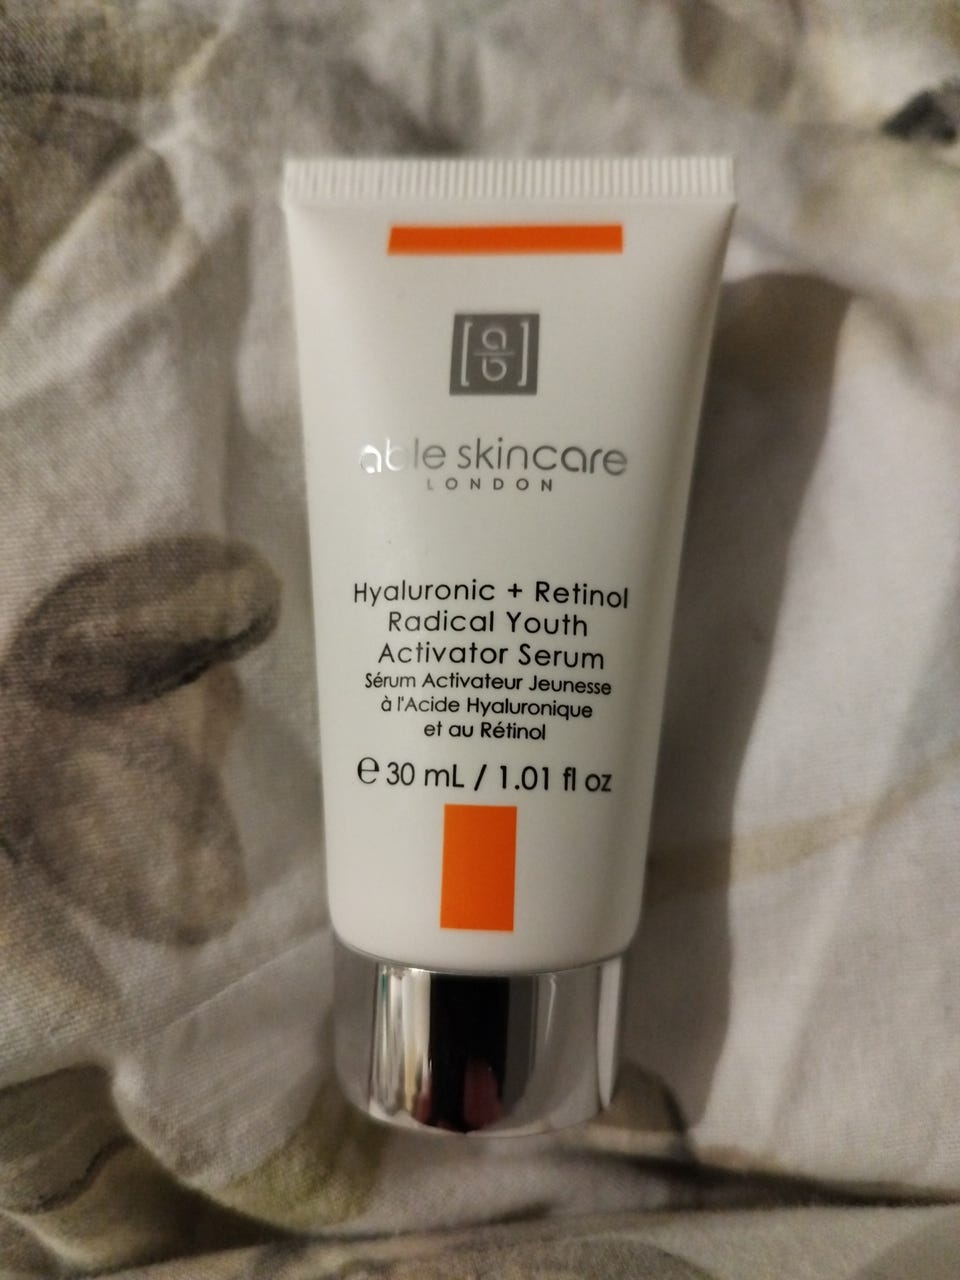 [a
b]
able skincare
LONDON
Hyaluronic + Retinol
Radical Youth
Activator Serum
Sérum Activateur Jeunesse
à l'Acide Hyaluronique
et au Rétinol
℮ 30 mL / 1.01 fl oz